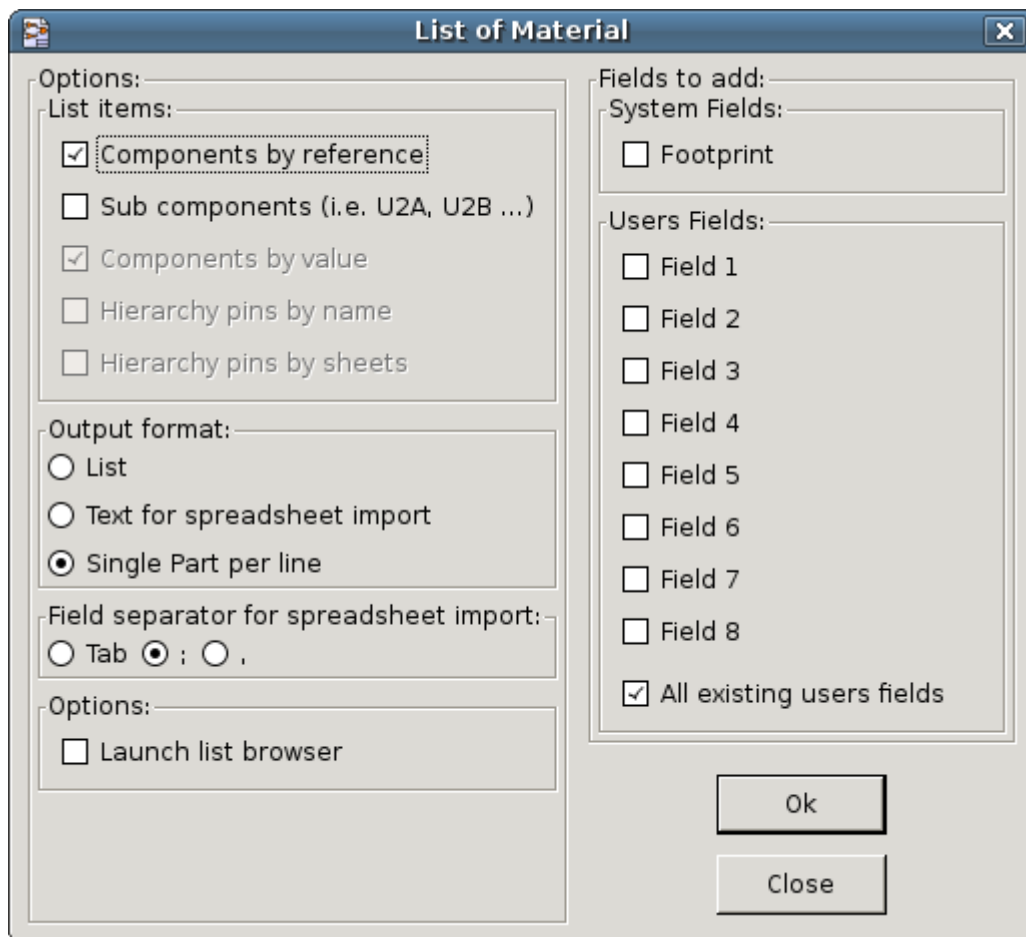 List of Material
Options:
List items:
Components by reference
Sub components (i.e. U2A, U2B ...)
Components by value
Hierarchy pins by name
Hierarchy pins by sheets
Output format:
List
Text for spreadsheet import
Single Part per line
Field separator for spreadsheet import:
Tab ; ,
Options:
Launch list browser
Fields to add:
System Fields:
Footprint
Users Fields:
Field 1
Field 2
Field 3
Field 4
Field 5
Field 6
Field 7
Field 8
All existing users fields
Ok
Close